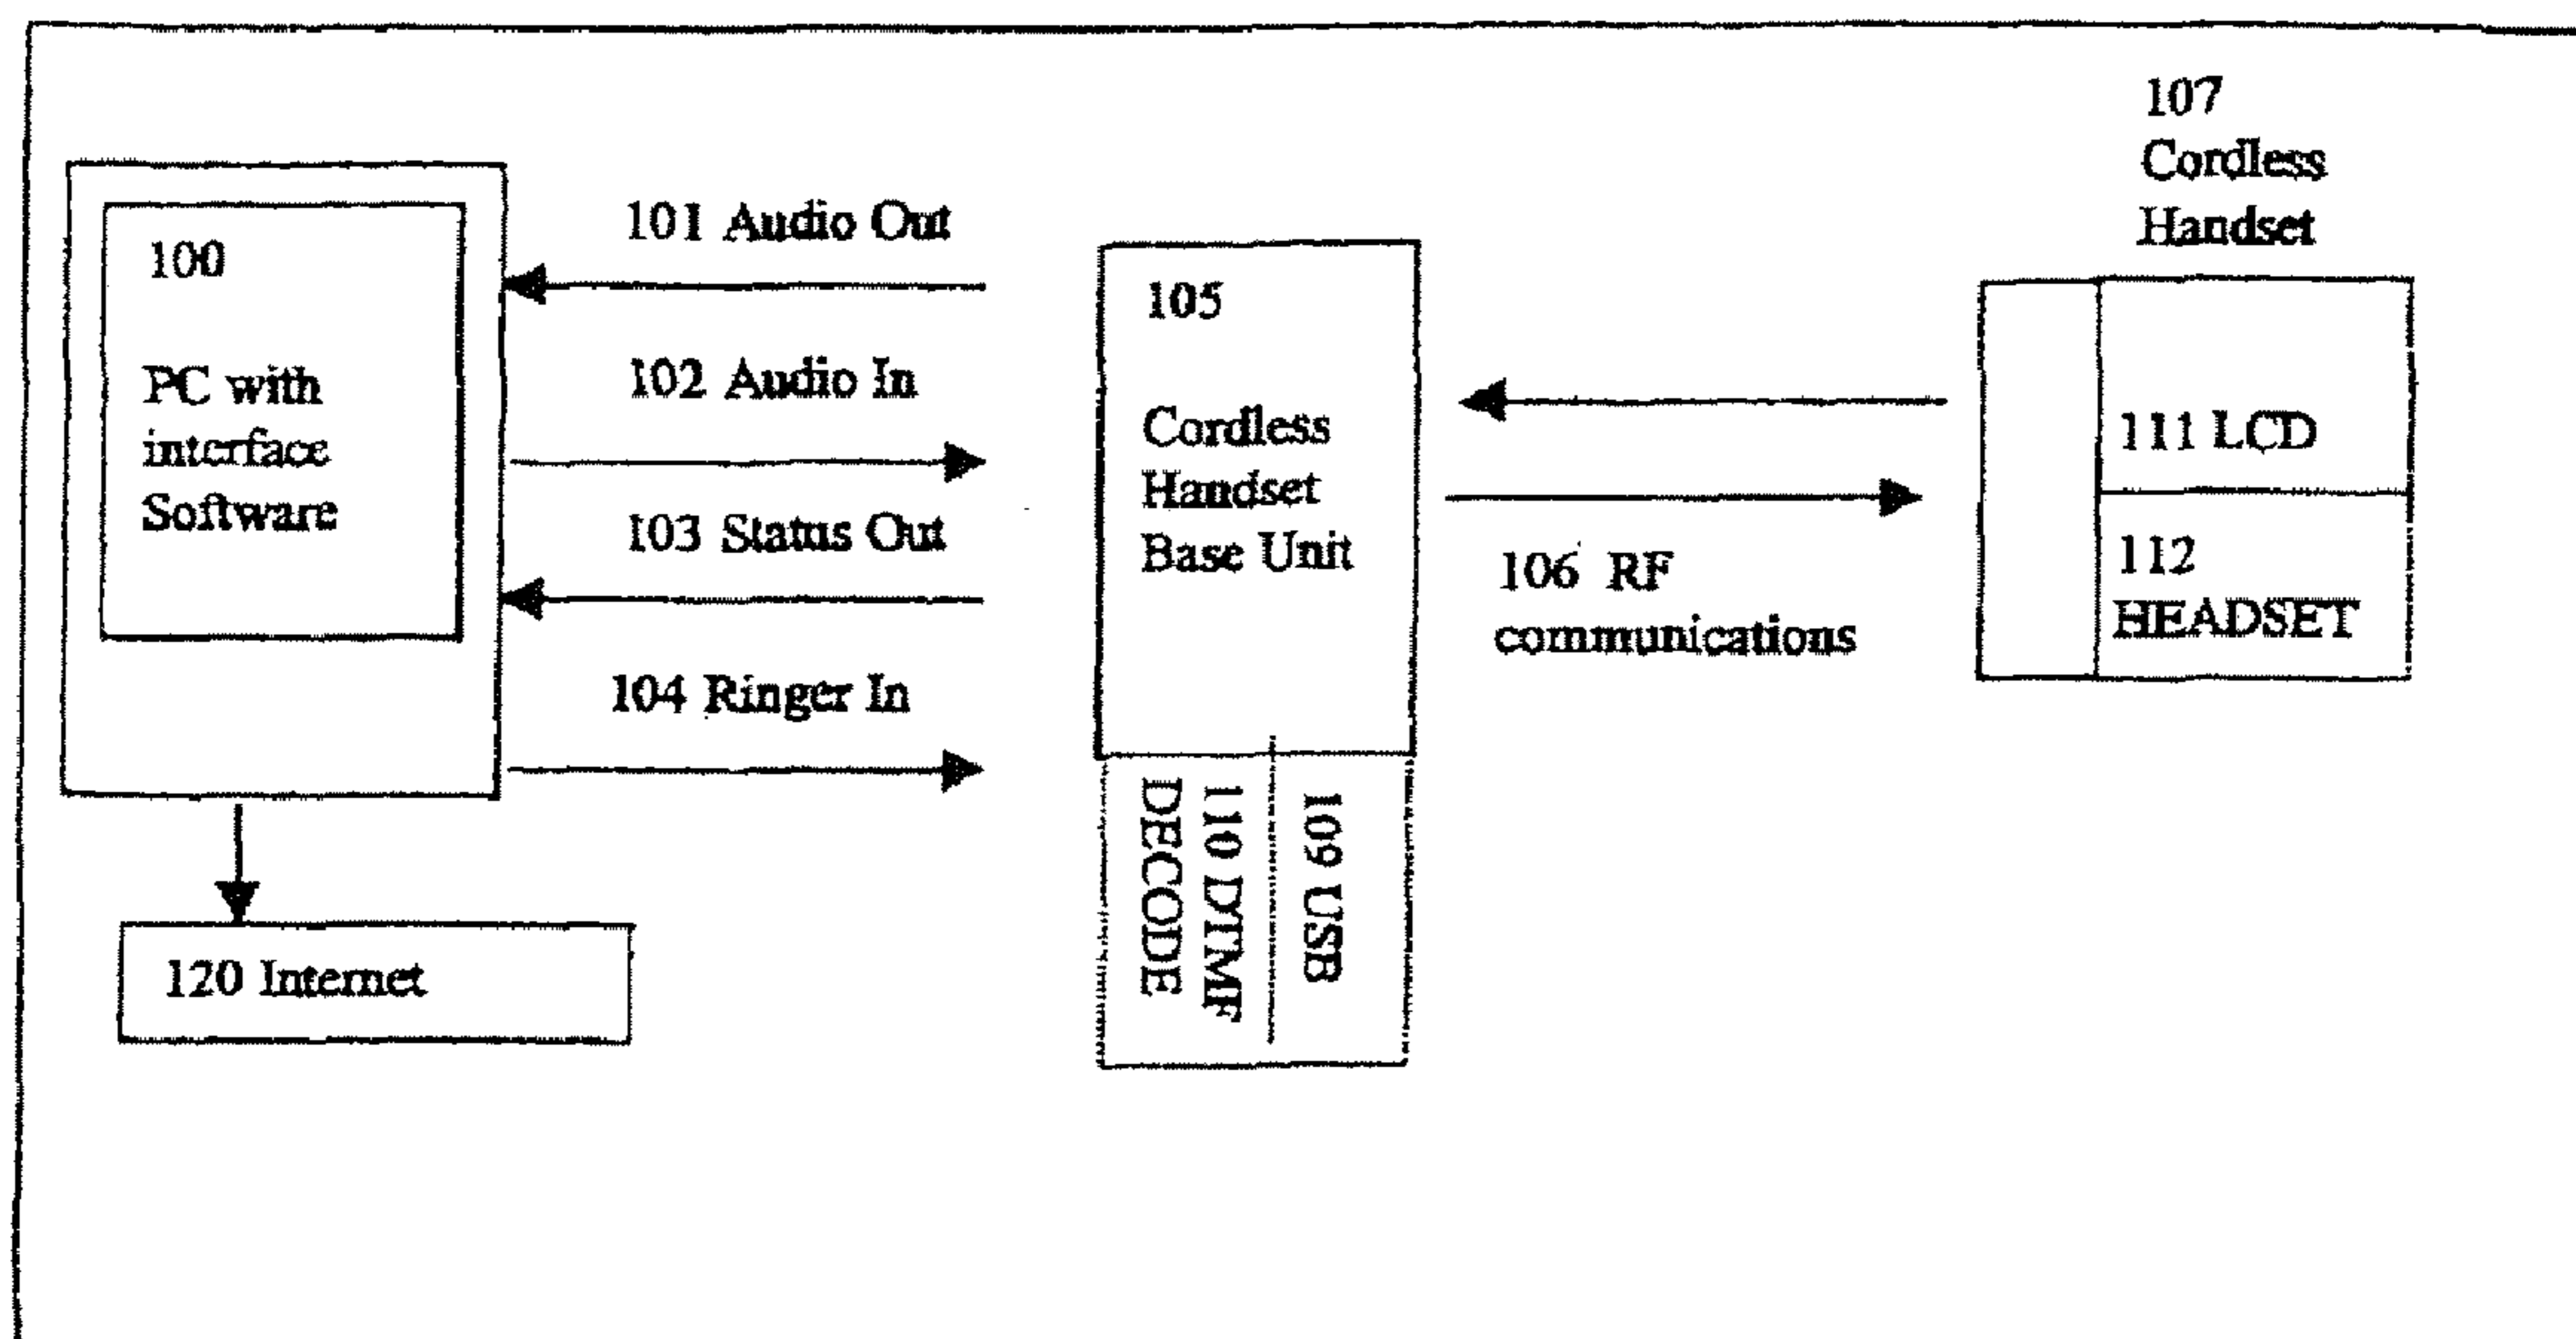 100
PC with
interface
Software
101 Audio Out
102 Audio In
103 Status Out
104 Ringer In
105
Cordless
Handset
Base Unit
110 DTMF
DECODE
109 USB
106 RF
communications
107
Cordless
Handset
111 LCD
112
HEADSET
120 Internet